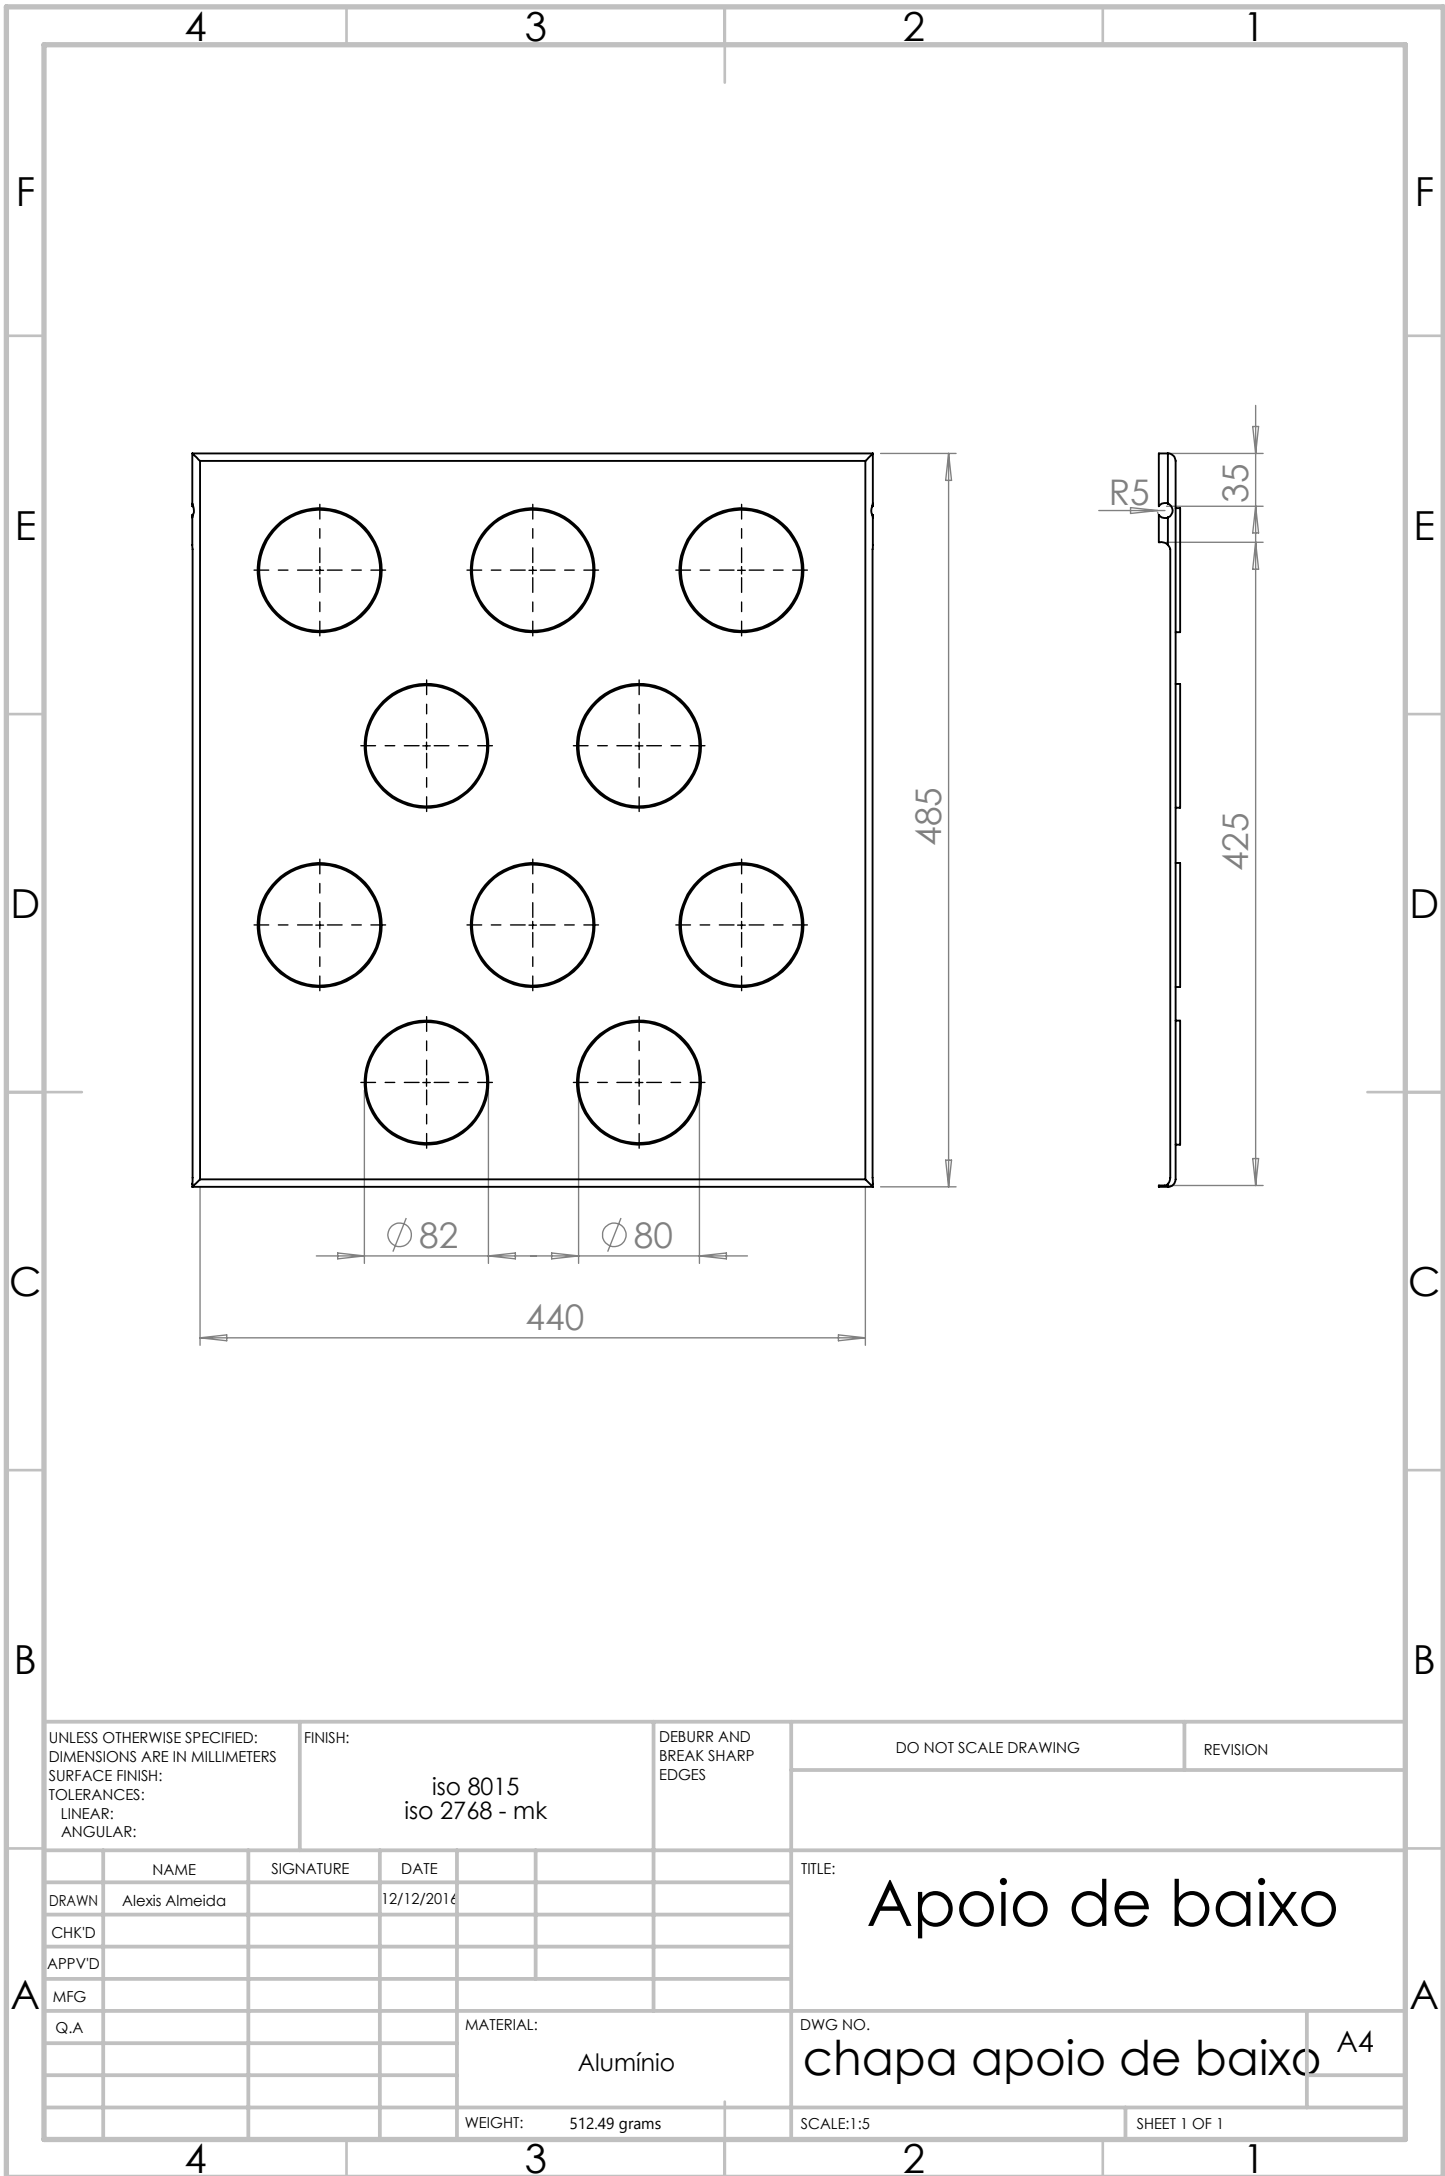 4 3 2 1
F F
E E
D D
C C
B B
A A
R5
35
485
425
∅82
∅80
440
UNLESS OTHERWISE SPECIFIED:
DIMENSIONS ARE IN MILLIMETERS
SURFACE FINISH:
TOLERANCES:
LINEAR:
ANGULAR:
FINISH:
iso 8015
iso 2768 - mk
DEBURR AND
BREAK SHARP
EDGES
DO NOT SCALE DRAWING
REVISION
NAME SIGNATURE DATE
DRAWN Alexis Almeida 12/12/2016
CHK'D
APPV'D
MFG
Q.A
TITLE:
Apoio de baixo
MATERIAL:
Alumínio
DWG NO.
chapa apoio de baixo
A4
WEIGHT: 512.49 grams
SCALE:1:5
SHEET 1 OF 1
4 3 2 1